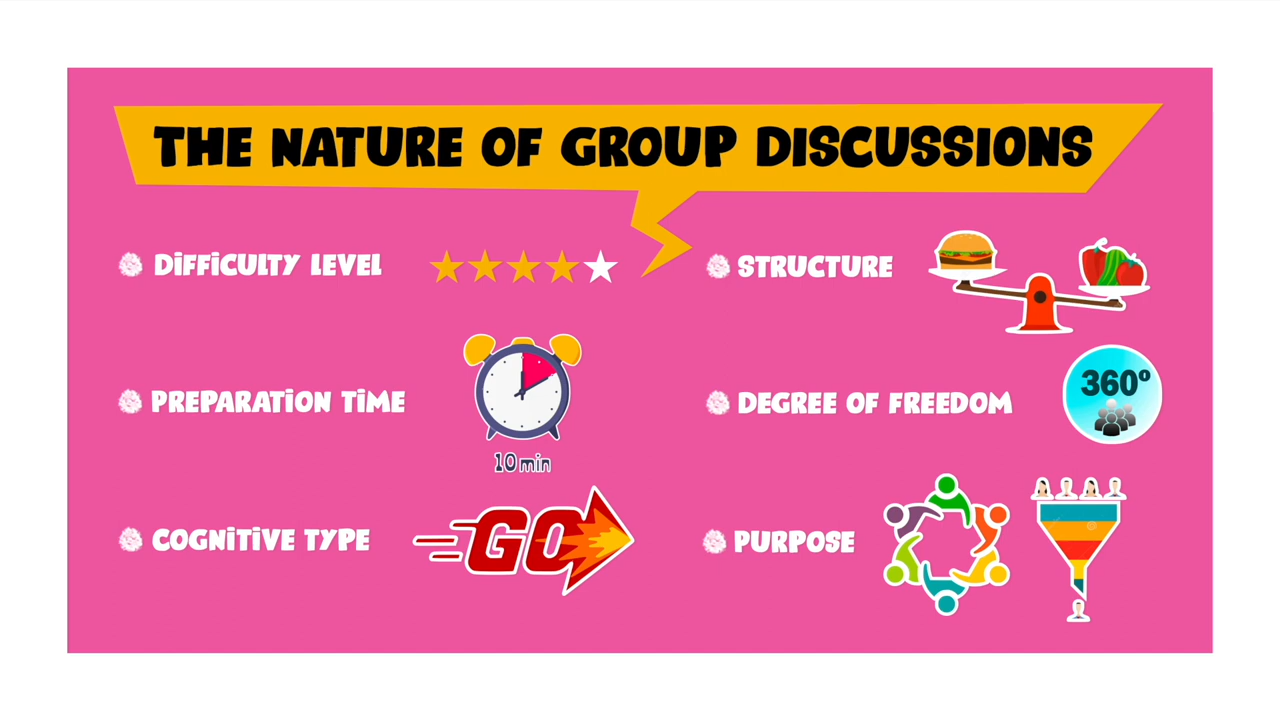 THE NATURE OF GROUP DISCUSSIONS
DIFFICULTY LEVEL
PREPARATION TIME
10 min
COGNITIVE TYPE
GO
STRUCTURE
DEGREE OF FREEDOM
360º
PURPOSE